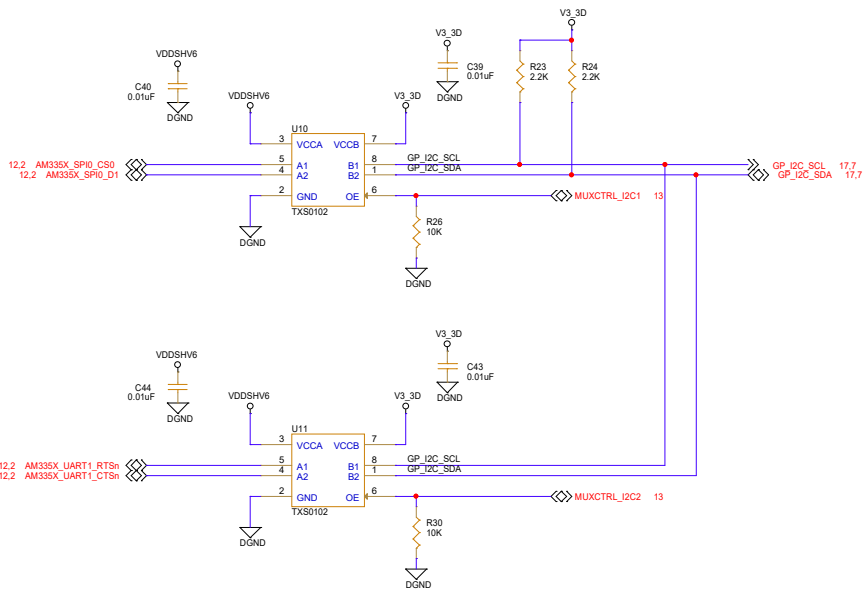 V3_3D
V3_3D
VDDSHV6
C40
0.01uF
DGND
C39
0.01uF
DGND
R23
2.2K
R24
2.2K
VDDSHV6
V3_3D
U10
3 VCCA VCCB 7
12,2 AM335X_SPI0_CS0 5 A1 B1 8 GP_I2C_SCL GP_I2C_SCL 17,7
12,2 AM335X_SPI0_D1 4 A2 B2 1 GP_I2C_SDA GP_I2C_SDA 17,7
2 GND OE 6 MUXCTRL_I2C1 13
TXS0102
R26
10K
DGND
DGND
V3_3D
VDDSHV6
C44
0.01uF
DGND
C43
0.01uF
DGND
VDDSHV6
V3_3D
U11
3 VCCA VCCB 7
12,2 AM335X_UART1_RTSn 5 A1 B1 8 GP_I2C_SCL
12,2 AM335X_UART1_CTSn 4 A2 B2 1 GP_I2C_SDA
2 GND OE 6 MUXCTRL_I2C2 13
TXS0102
R30
10K
DGND
DGND